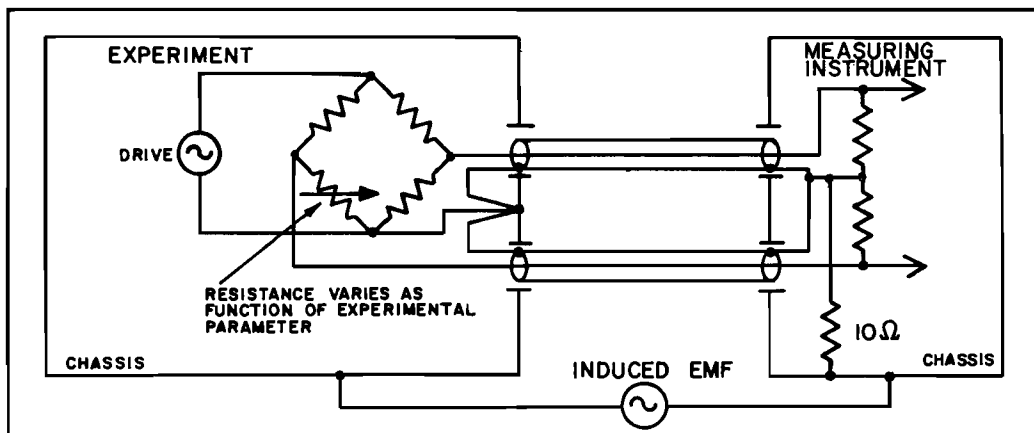 EXPERIMENT
MEASURING
INSTRUMENT
DRIVE
RESISTANCE VARIES AS
FUNCTION OF EXPERIMENTAL
PARAMETER
10Ω
CHASSIS
INDUCED EMF
CHASSIS